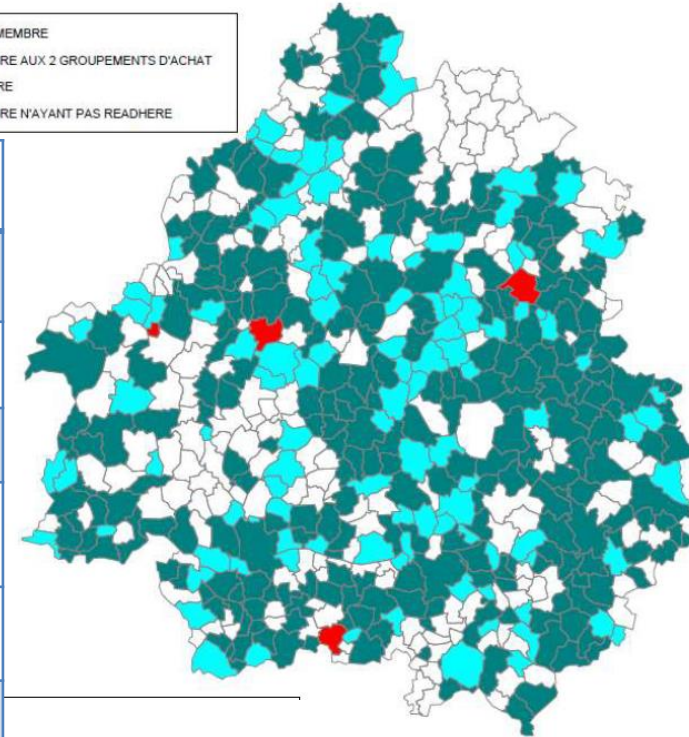 MEMBRE
RE AUX 2 GROUPEMENTS D'ACHAT
RE
RE N'AYANT PAS READHERE